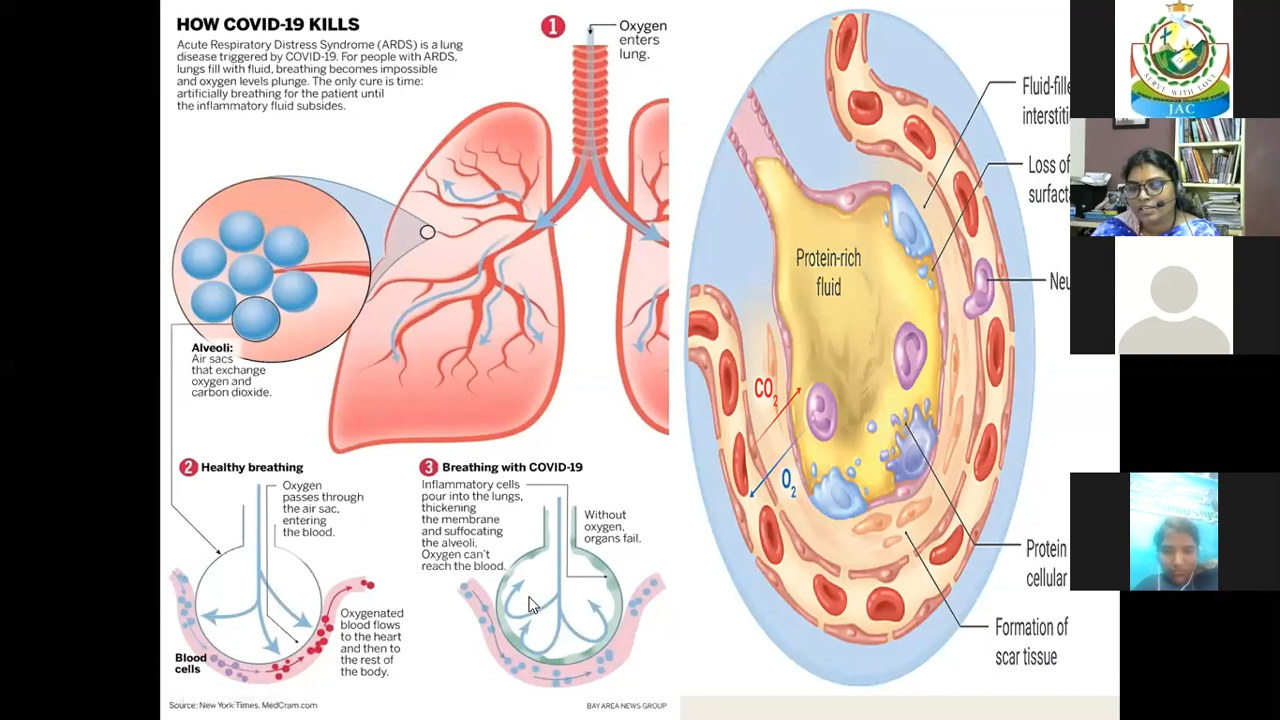 HOW COVID-19 KILLS
Acute Respiratory Distress Syndrome (ARDS) is a lung
disease triggered by COVID-19. For people with ARDS,
lungs fill with fluid, breathing becomes impossible
and oxygen levels plunge. The only cure is time:
artificially breathing for the patient until
the inflammatory fluid subsides.
1
Oxygen
enters
lung.
Alveoli:
Air sacs
that exchange
oxygen and
carbon dioxide.
2 Healthy breathing
Oxygen
passes through
the air sac,
entering
the blood.
Oxygenated
blood flows
to the heart
and then to
the rest of
the body.
Blood
cells
3 Breathing with COVID-19
Inflammatory cells
pour into the lungs,
thickening
the membrane
and suffocating
the alveoli.
Oxygen can't
reach the blood.
Without
oxygen,
organs fail.
Source: New York Times, MedCram.com
BAY AREA NEWS GROUP
Fluid-fille
interstiti
Loss of
surfact
Protein-rich
fluid
Neu
CO2
O2
Protein
cellular
Formation of
scar tissue
SERVE WITH LOVE
JAC